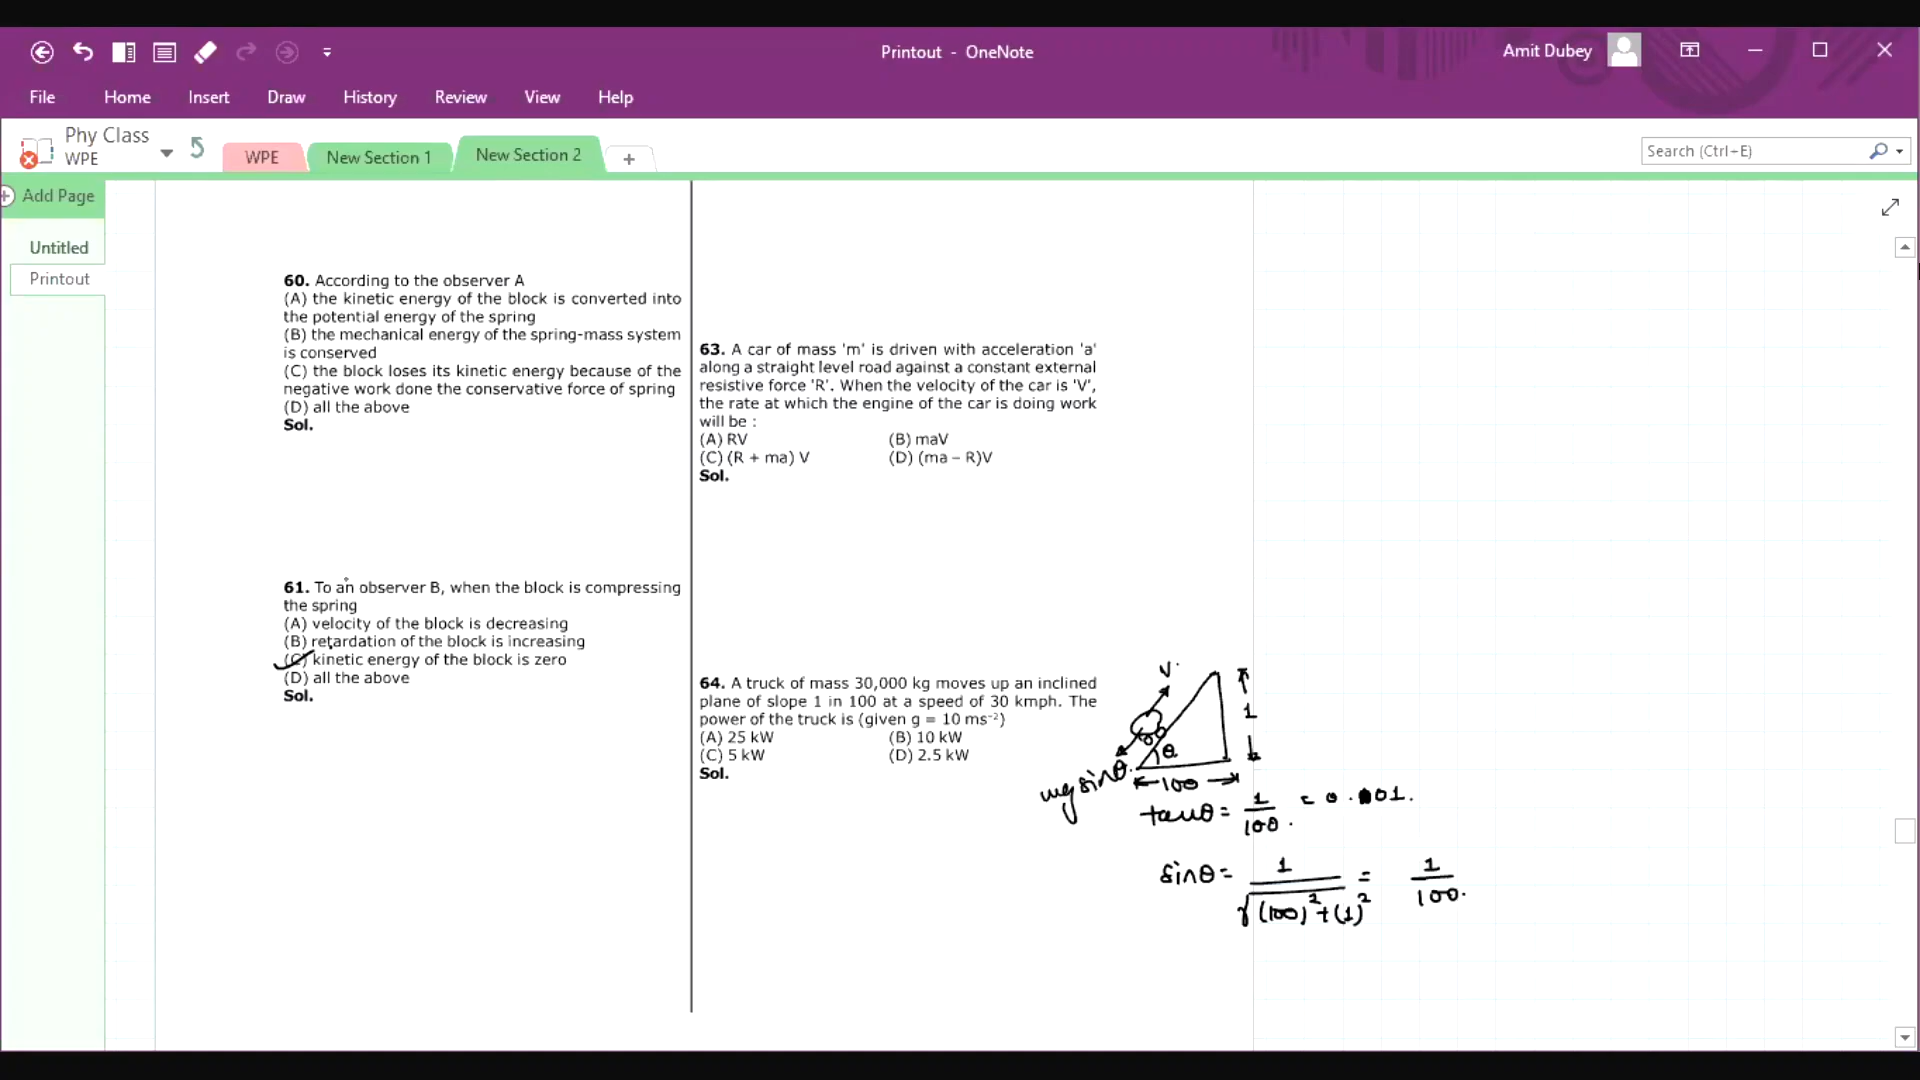 Printout - OneNote
Amit Dubey
File Home Insert Draw History Review View Help
Phy Class
WPE
WPE
New Section 1
New Section 2
+
Search (Ctrl+E)
Add Page
Untitled
Printout
60. According to the observer A
(A) the kinetic energy of the block is converted into
the potential energy of the spring
(B) the mechanical energy of the spring-mass system
is conserved
(C) the block loses its kinetic energy because of the
negative work done the conservative force of spring
(D) all the above
Sol.
61. To an observer B, when the block is compressing
the spring
(A) velocity of the block is decreasing
(B) retardation of the block is increasing
(C) kinetic energy of the block is zero
(D) all the above
Sol.
63. A car of mass 'm' is driven with acceleration 'a'
along a straight level road against a constant external
resistive force 'R'. When the velocity of the car is 'V',
the rate at which the engine of the car is doing work
will be :
(A) RV (B) maV
(C) (R + ma) V (D) (ma – R)V
Sol.
64. A truck of mass 30,000 kg moves up an inclined
plane of slope 1 in 100 at a speed of 30 kmph. The
power of the truck is (given g = 10 ms⁻²)
(A) 25 kW (B) 10 kW
(C) 5 kW (D) 2.5 kW
Sol.
V
1
θ
mg sinθ
100
tanθ = 1/100 = 0.01.
sinθ = 1/√((100)² + (1)²) = 1/100.